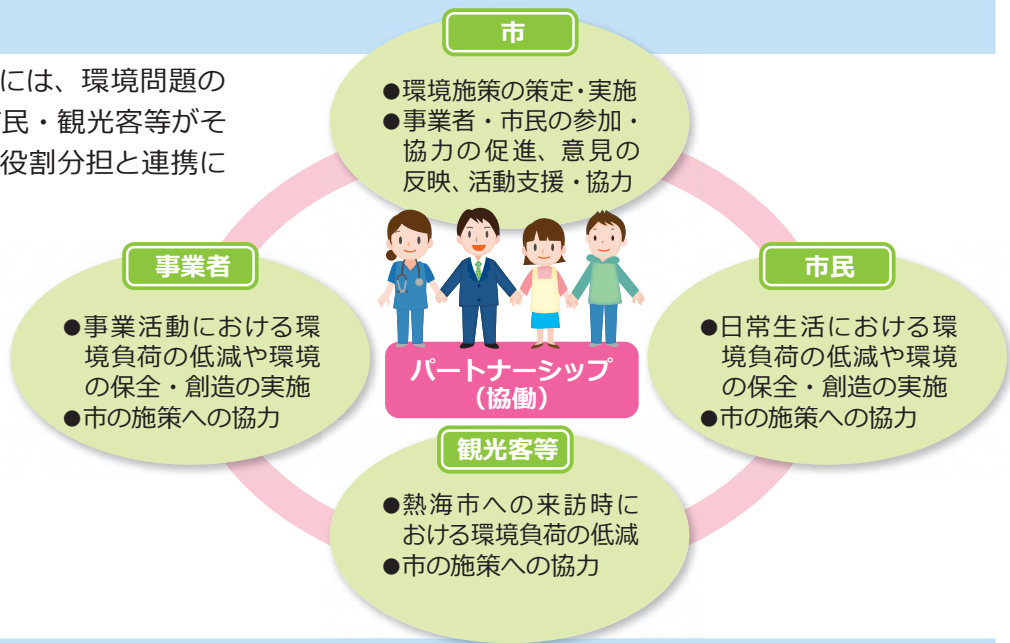 には、環境問題の
民・観光客等がそ
役割分担と連携に
市
●環境施策の策定・実施
●事業者・市民の参加・
協力の促進、意見の
反映、活動支援・協力
事業者
●事業活動における環
境負荷の低減や環境
の保全・創造の実施
●市の施策への協力
市民
●日常生活における環
境負荷の低減や環境
の保全・創造の実施
●市の施策への協力
パートナーシップ
（協働）
観光客等
●熱海市への来訪時に
おける環境負荷の低減
●市の施策への協力